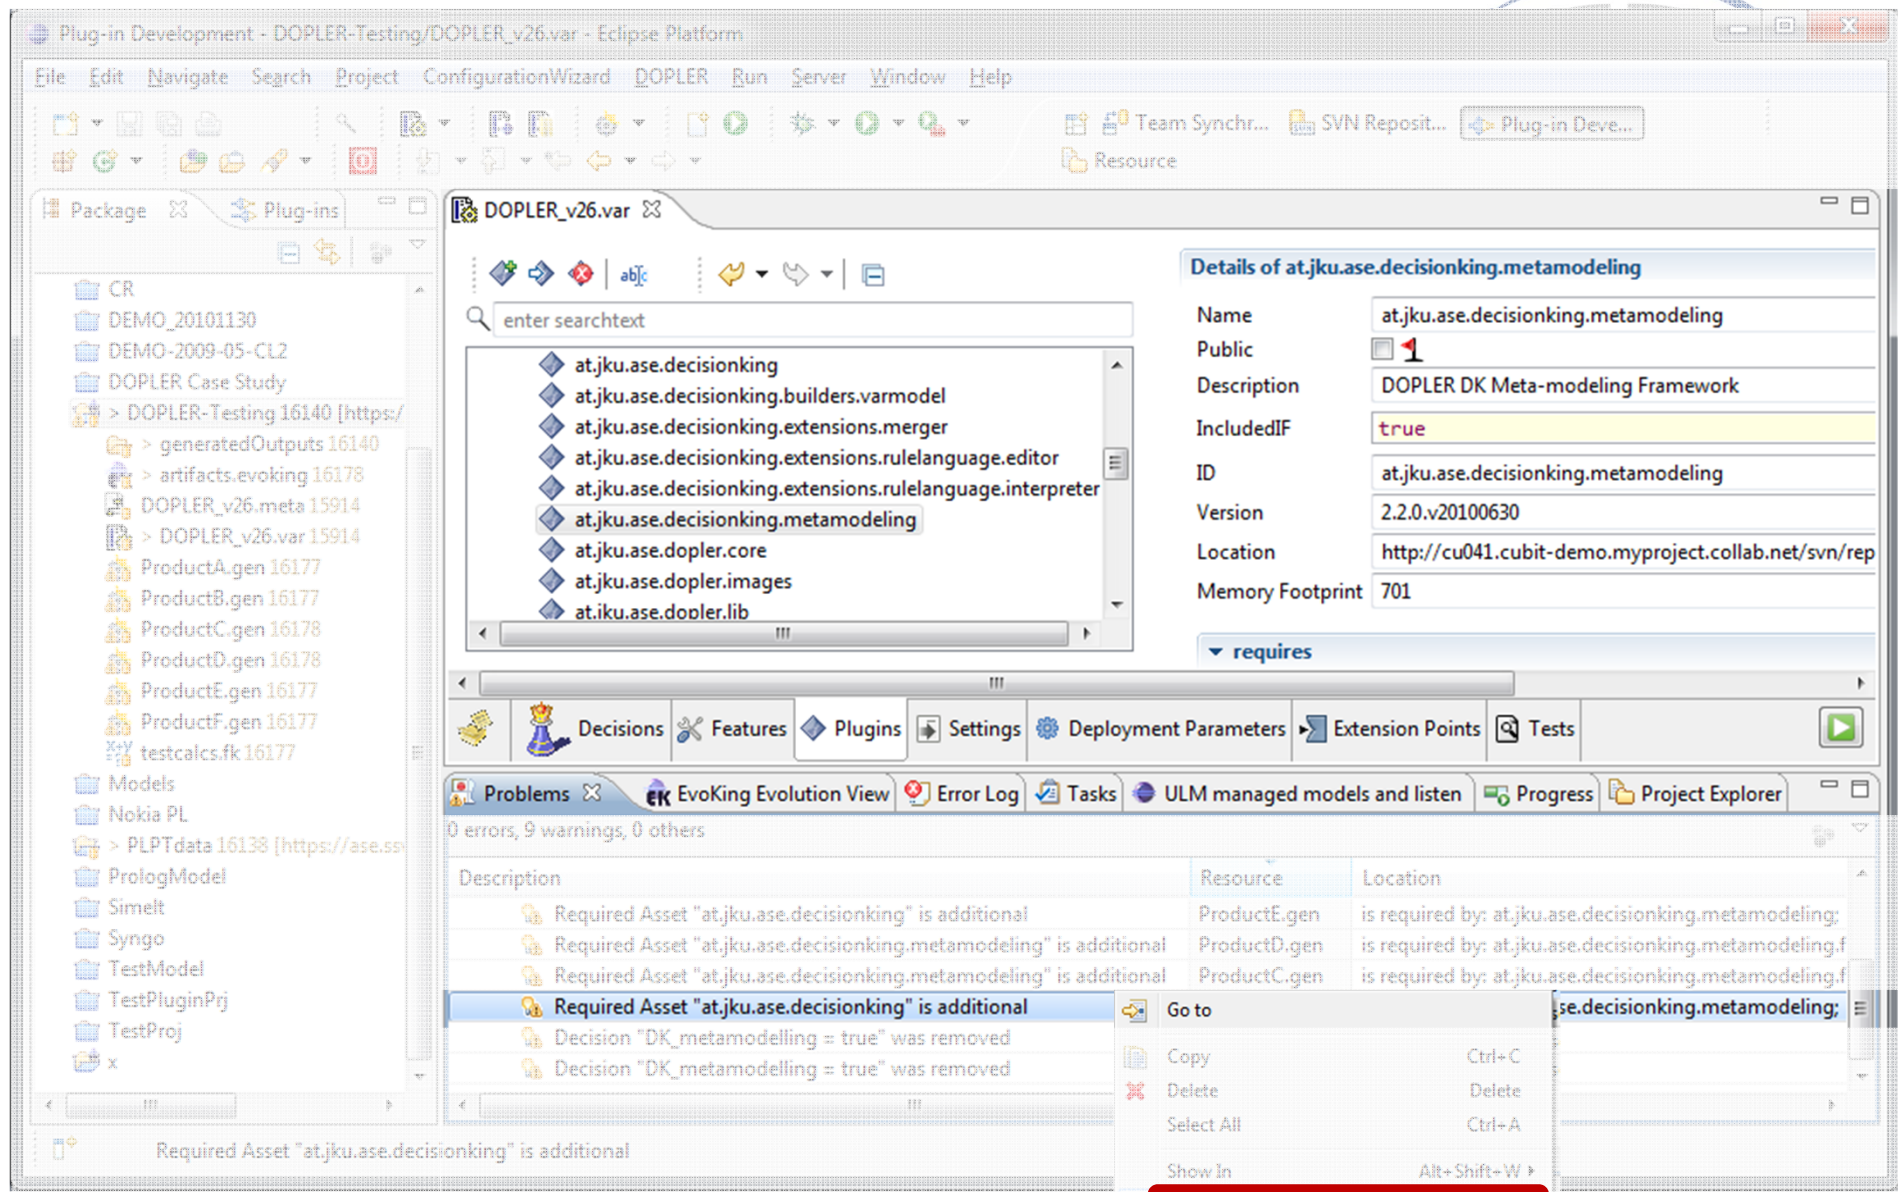 Plug-in Development - DOPLER-Testing/DOPLER_v26.var - Eclipse Platform
File Edit Navigate Search Project ConfigurationWizard DOPLER Run Server Window Help
Team Synchr... SVN Reposit... Plug-in Deve...
Resource
Package Plug-ins
CR
DEMO_20101130
DEMO-2009-05-CL2
DOPLER Case Study
> DOPLER-Testing 16140 [https:/
> generatedOutputs 16140
> artifacts.evoking 16178
DOPLER_v26.meta 15914
> DOPLER_v26.var 15914
ProductA.gen 16177
ProductB.gen 16177
ProductC.gen 16178
ProductD.gen 16178
ProductE.gen 16177
ProductF.gen 16177
testcalcs.fk 16177
Models
Nokia PL
> PLPTdata 16138 [https://ase.ss
PrologModel
Simelt
Syngo
TestModel
TestPluginPrj
TestProj
x
DOPLER_v26.var
enter searchtext
at.jku.ase.decisionking
at.jku.ase.decisionking.builders.varmodel
at.jku.ase.decisionking.extensions.merger
at.jku.ase.decisionking.extensions.rulelanguage.editor
at.jku.ase.decisionking.extensions.rulelanguage.interpreter
at.jku.ase.decisionking.metamodeling
at.jku.ase.dopler.core
at.jku.ase.dopler.images
at.jku.ase.dopler.lib
Details of at.jku.ase.decisionking.metamodeling
Name at.jku.ase.decisionking.metamodeling
Public
Description DOPLER DK Meta-modeling Framework
IncludedIF true
ID at.jku.ase.decisionking.metamodeling
Version 2.2.0.v20100630
Location http://cu041.cubit-demo.myproject.collab.net/svn/rep
Memory Footprint 701
requires
Decisions Features Plugins Settings Deployment Parameters Extension Points Tests
Problems EvoKing Evolution View Error Log Tasks ULM managed models and listen Progress Project Explorer
0 errors, 9 warnings, 0 others
Description Resource Location
Required Asset "at.jku.ase.decisionking" is additional ProductE.gen is required by: at.jku.ase.decisionking.metamodeling;
Required Asset "at.jku.ase.decisionking.metamodeling" is additional ProductD.gen is required by: at.jku.ase.decisionking.metamodeling.f
Required Asset "at.jku.ase.decisionking.metamodeling" is additional ProductC.gen is required by: at.jku.ase.decisionking.metamodeling.f
Required Asset "at.jku.ase.decisionking" is additional se.decisionking.metamodeling;
Decision "DK_metamodelling = true" was removed
Decision "DK_metamodelling = true" was removed
Go to
Copy Ctrl+C
Delete Delete
Select All Ctrl+A
Show In Alt+Shift+W
Required Asset "at.jku.ase.decisionking" is additional